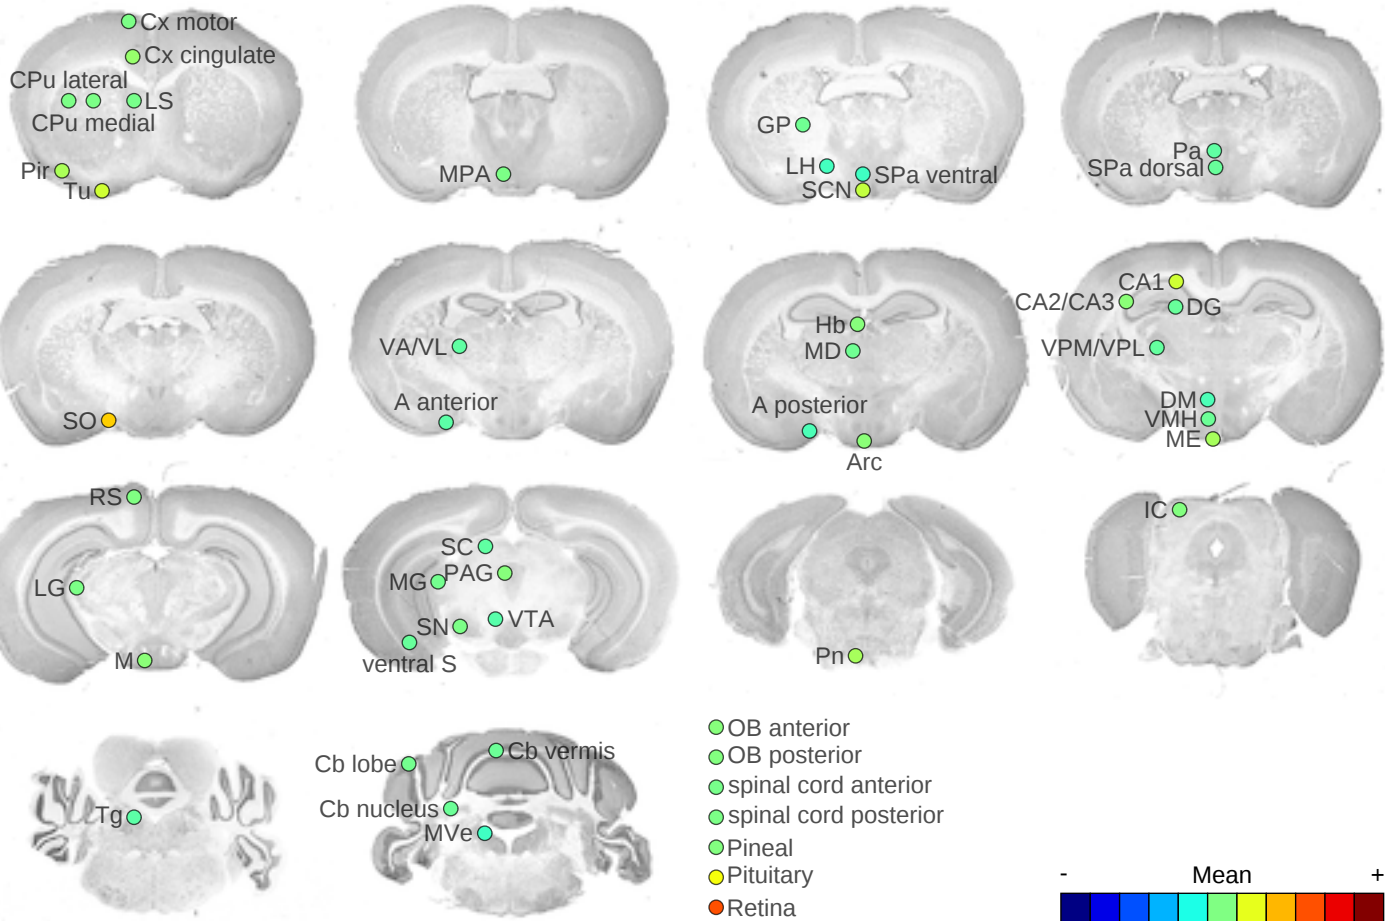 Cx motor
Cx cingulate
CPu lateral
LS
CPu medial
Pir
Tu
MPA
GP
LH
SPa ventral
SCN
Pa
SPa dorsal
SO
VA/VL
A anterior
Hb
MD
A posterior
Arc
CA1
CA2/CA3
DG
VPM/VPL
DM
VMH
ME
RS
LG
M
SC
PAG
MG
VTA
SN
ventral S
Pn
IC
Tg
Cb vermis
Cb lobe
Cb nucleus
MVe
OB anterior
OB posterior
spinal cord anterior
spinal cord posterior
Pineal
Pituitary
Retina
- Mean +